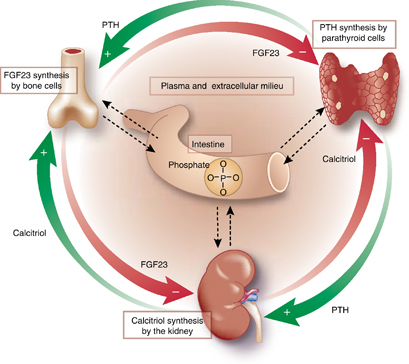 PTH
PTH synthesis by
parathyroid cells
FGF23
FGF23 synthesis
by bone cells
Plasma and extracellular milieu
+
−
Intestine
Phosphate
O
O P O
O
Calcitriol
−
+
Calcitriol
FGF23
−
+
PTH
Calcitriol synthesis
by the kidney